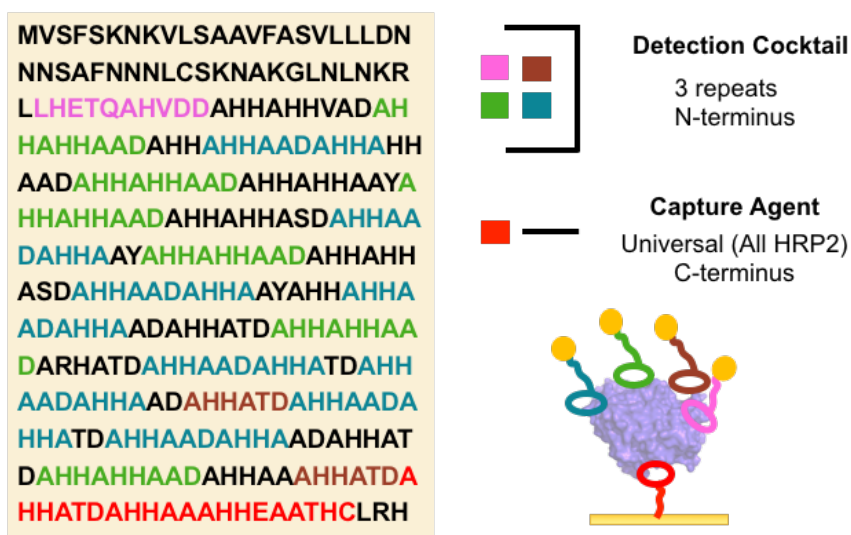 MVSFSKNKVLSAAVFASVLLLDN
NNSAFNNNLCSKNAKGLNLNKR
LLHETQAHVDDAHHAHHVADAH
HAHHAADAHHAHHAADAHHAHH
AADAHHAHHAADAHHAHHAAYA
HHAHHAADAHHAHHASDAHHAA
DAHHAAYAHHAHHAADAHHAHH
ASDAHHAADAHHAAYAHHAHHA
ADAHHAADAHHATDAHHAHHAA
DARHATDAHHAADAHHATDAHH
AADAHHAADAHHATDAHHAADA
HHATDAHHAADAHHAADAHHAT
DAHHAHHAADAHHAAAHHATDA
HHATDAHHAAAHHEAATHCLRH
Detection Cocktail
3 repeats
N-terminus
Capture Agent
Universal (All HRP2)
C-terminus